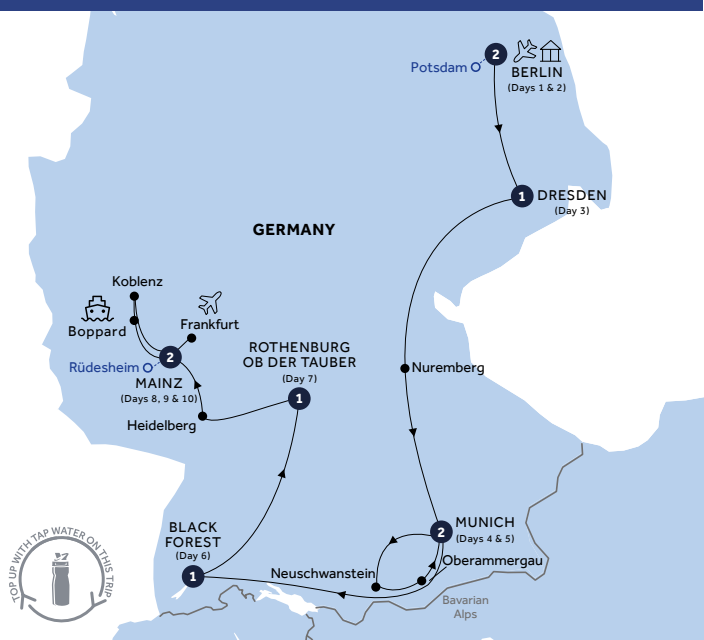 2
Potsdam
BERLIN
(Days 1 & 2)
1
DRESDEN
(Day 3)
GERMANY
Koblenz
Boppard
Frankfurt
2
Rüdesheim
MAINZ
(Days 8, 9 & 10)
ROTHENBURG
OB DER TAUBER
(Day 7)
1
Heidelberg
Nuremberg
2
MUNICH
(Days 4 & 5)
BLACK
FOREST
(Day 6)
1
Neuschwanstein
Oberammergau
Bavarian
Alps
TOP UP WITH TAP WATER ON THIS TRIP